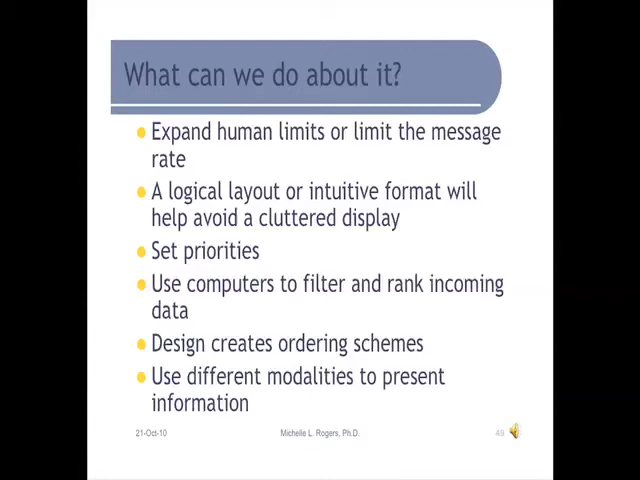 What can we do about it?
Expand human limits or limit the message
rate
A logical layout or intuitive format will
help avoid a cluttered display
Set priorities
Use computers to filter and rank incoming
data
Design creates ordering schemes
Use different modalities to present
information
21-Oct-10 Michelle L. Rogers, Ph.D.